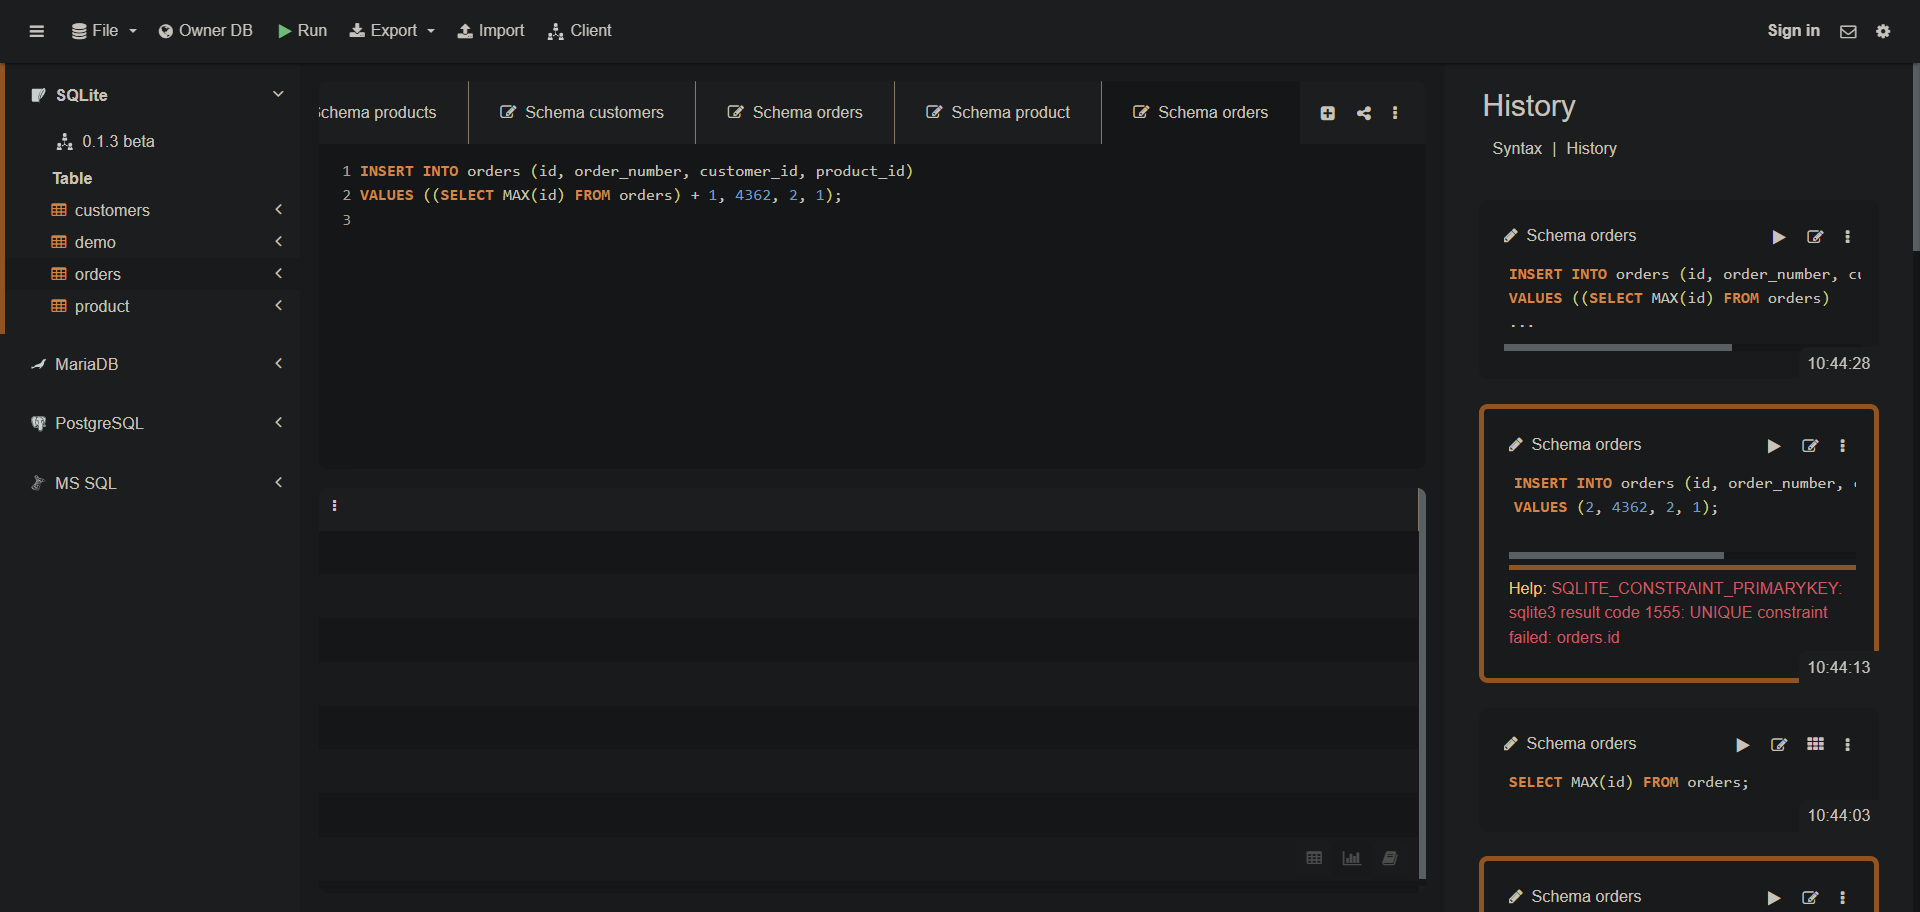 File Owner DB Run Export Import Client Sign in
SQLite
0.1.3 beta
Table
customers
demo
orders
product
MariaDB
PostgreSQL
MS SQL
chema products Schema customers Schema orders Schema product Schema orders
1 INSERT INTO orders (id, order_number, customer_id, product_id)
2 VALUES ((SELECT MAX(id) FROM orders) + 1, 4362, 2, 1);
3
History
Syntax | History
Schema orders
INSERT INTO orders (id, order_number, cu
VALUES ((SELECT MAX(id) FROM orders)
...
10:44:28
Schema orders
INSERT INTO orders (id, order_number,
VALUES (2, 4362, 2, 1);
Help: SQLITE_CONSTRAINT_PRIMARYKEY:
sqlite3 result code 1555: UNIQUE constraint
failed: orders.id
10:44:13
Schema orders
SELECT MAX(id) FROM orders;
10:44:03
Schema orders